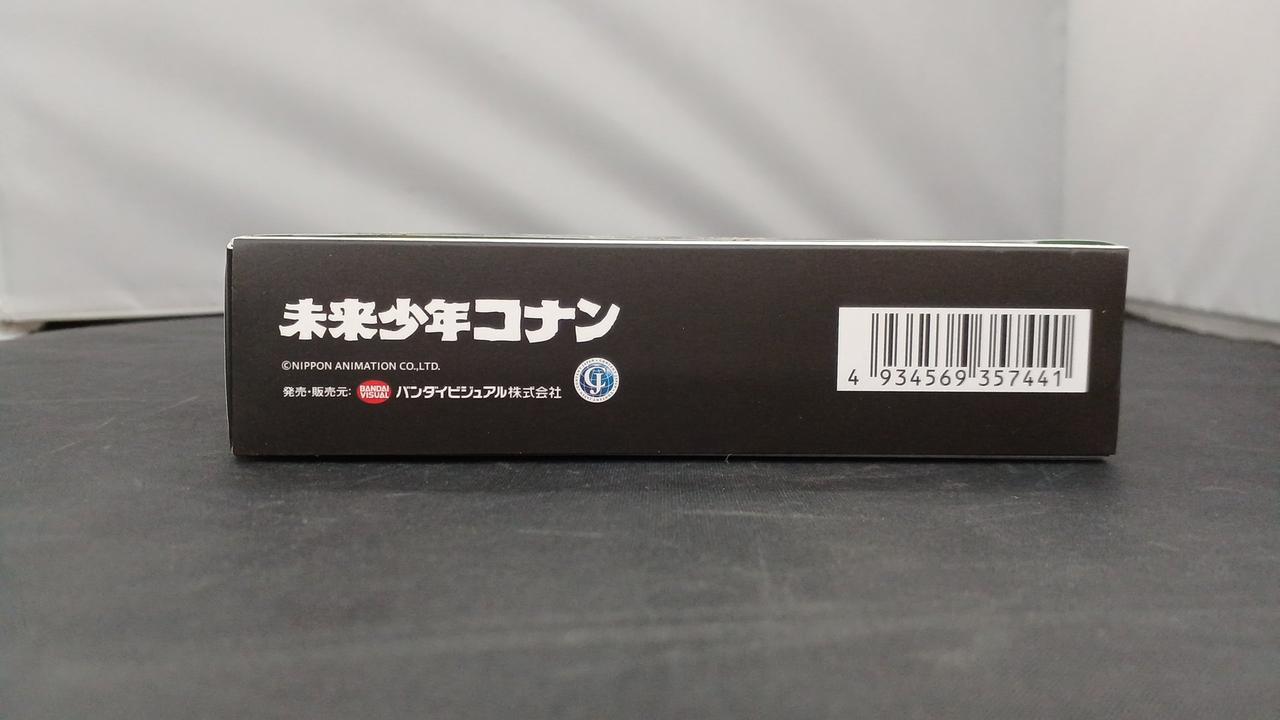 未来少年コナン
©NIPPON ANIMATION CO.,LTD.
発売・販売元: BANDAI VISUAL バンダイビジュアル株式会社
4 934569 357441